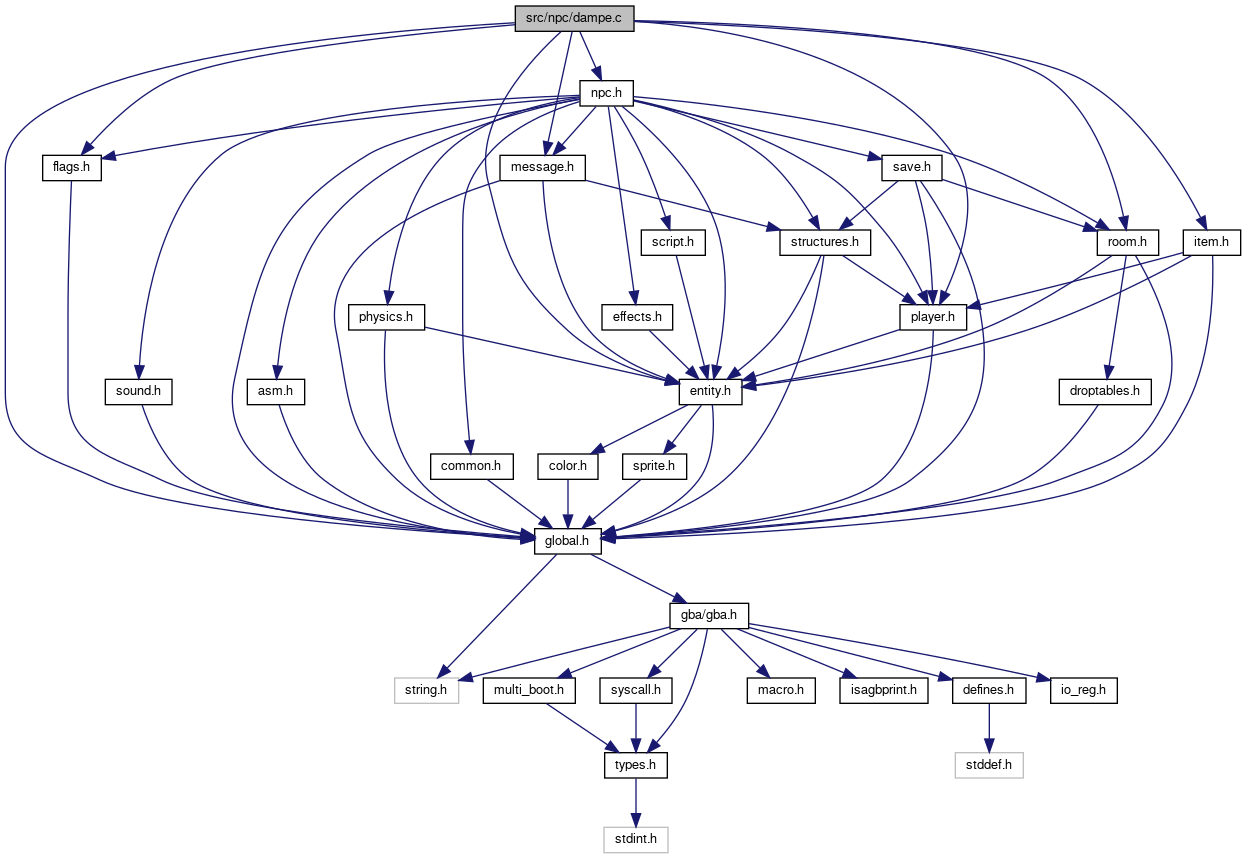 src/npc/dampe.c
npc.h
flags.h
message.h
save.h
script.h
structures.h
room.h
item.h
physics.h
effects.h
player.h
sound.h
asm.h
entity.h
droptables.h
common.h
color.h
sprite.h
global.h
gba/gba.h
string.h
multi_boot.h
syscall.h
macro.h
isagbprint.h
defines.h
io_reg.h
types.h
stddef.h
stdint.h